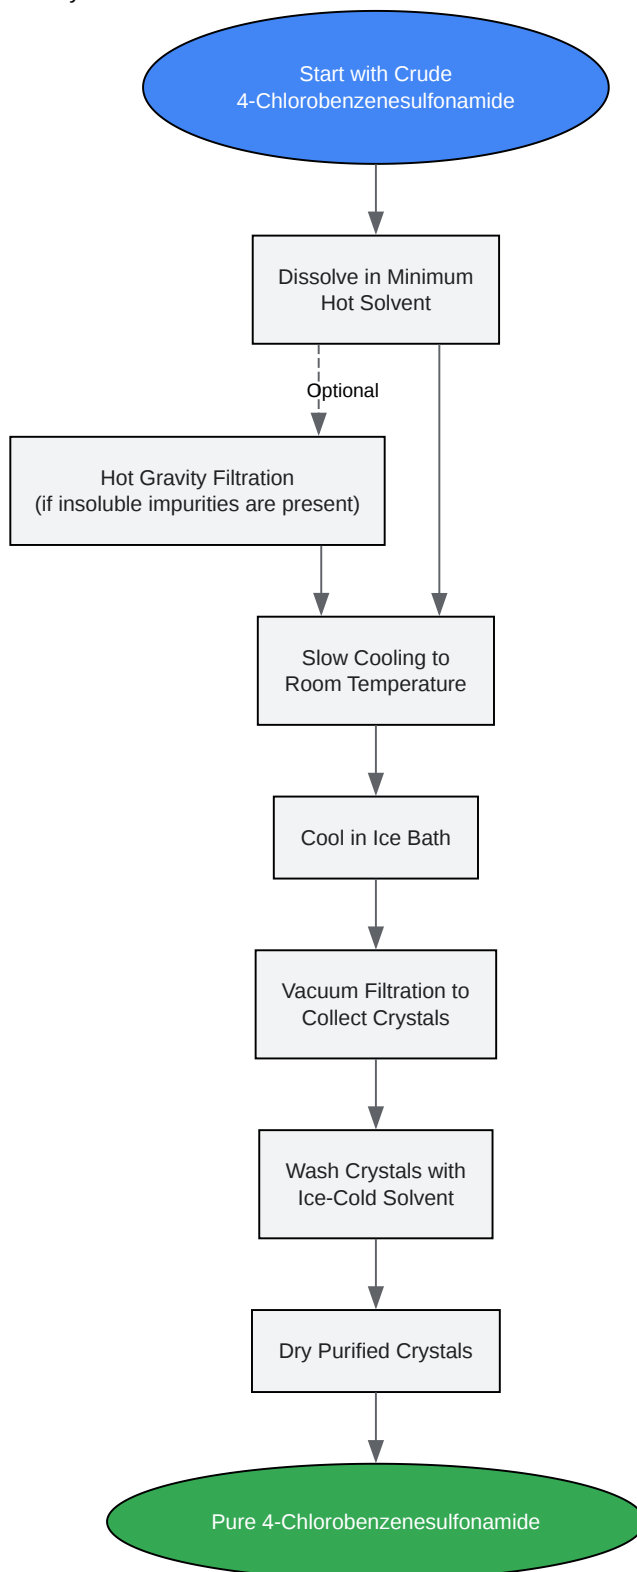 Start with Crude
4-Chlorobenzenesulfonamide
Dissolve in Minimum
Hot Solvent
Optional
Hot Gravity Filtration
(if insoluble impurities are present)
Slow Cooling to
Room Temperature
Cool in Ice Bath
Vacuum Filtration to
Collect Crystals
Wash Crystals with
Ice-Cold Solvent
Dry Purified Crystals
Pure 4-Chlorobenzenesulfonamide